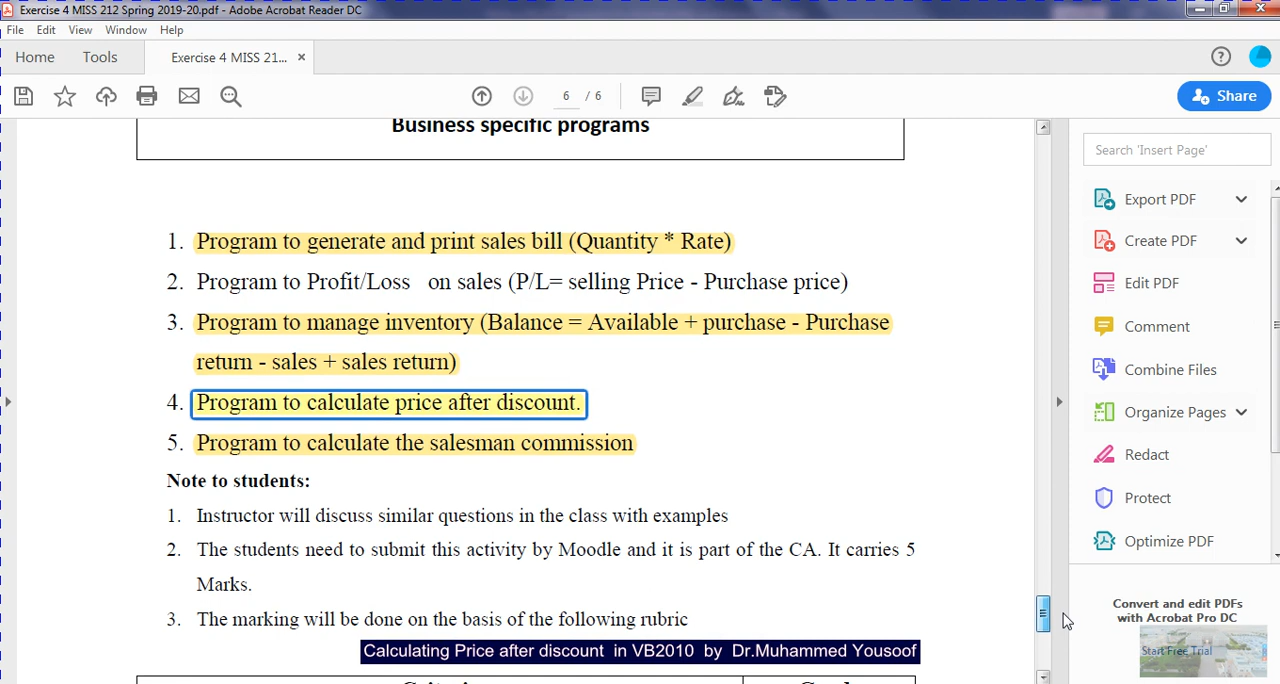 Exercise 4 MISS 212 Spring 2019-20.pdf - Adobe Acrobat Reader DC
File Edit View Window Help
Home Tools Exercise 4 MISS 21... ×
6 / 6
Share
Business specific programs
Search 'Insert Page'
Export PDF
1. Program to generate and print sales bill (Quantity * Rate)
Create PDF
2. Program to Profit/Loss on sales (P/L= selling Price - Purchase price)
Edit PDF
3. Program to manage inventory (Balance = Available + purchase - Purchase
return - sales + sales return)
Comment
Combine Files
4. Program to calculate price after discount.
Organize Pages
5. Program to calculate the salesman commission
Redact
Note to students:
Protect
1. Instructor will discuss similar questions in the class with examples
Optimize PDF
2. The students need to submit this activity by Moodle and it is part of the CA. It carries 5
Marks.
3. The marking will be done on the basis of the following rubric
Convert and edit PDFs
with Acrobat Pro DC
Start Free Trial
Calculating Price after discount in VB2010 by Dr.Muhammed Yousoof